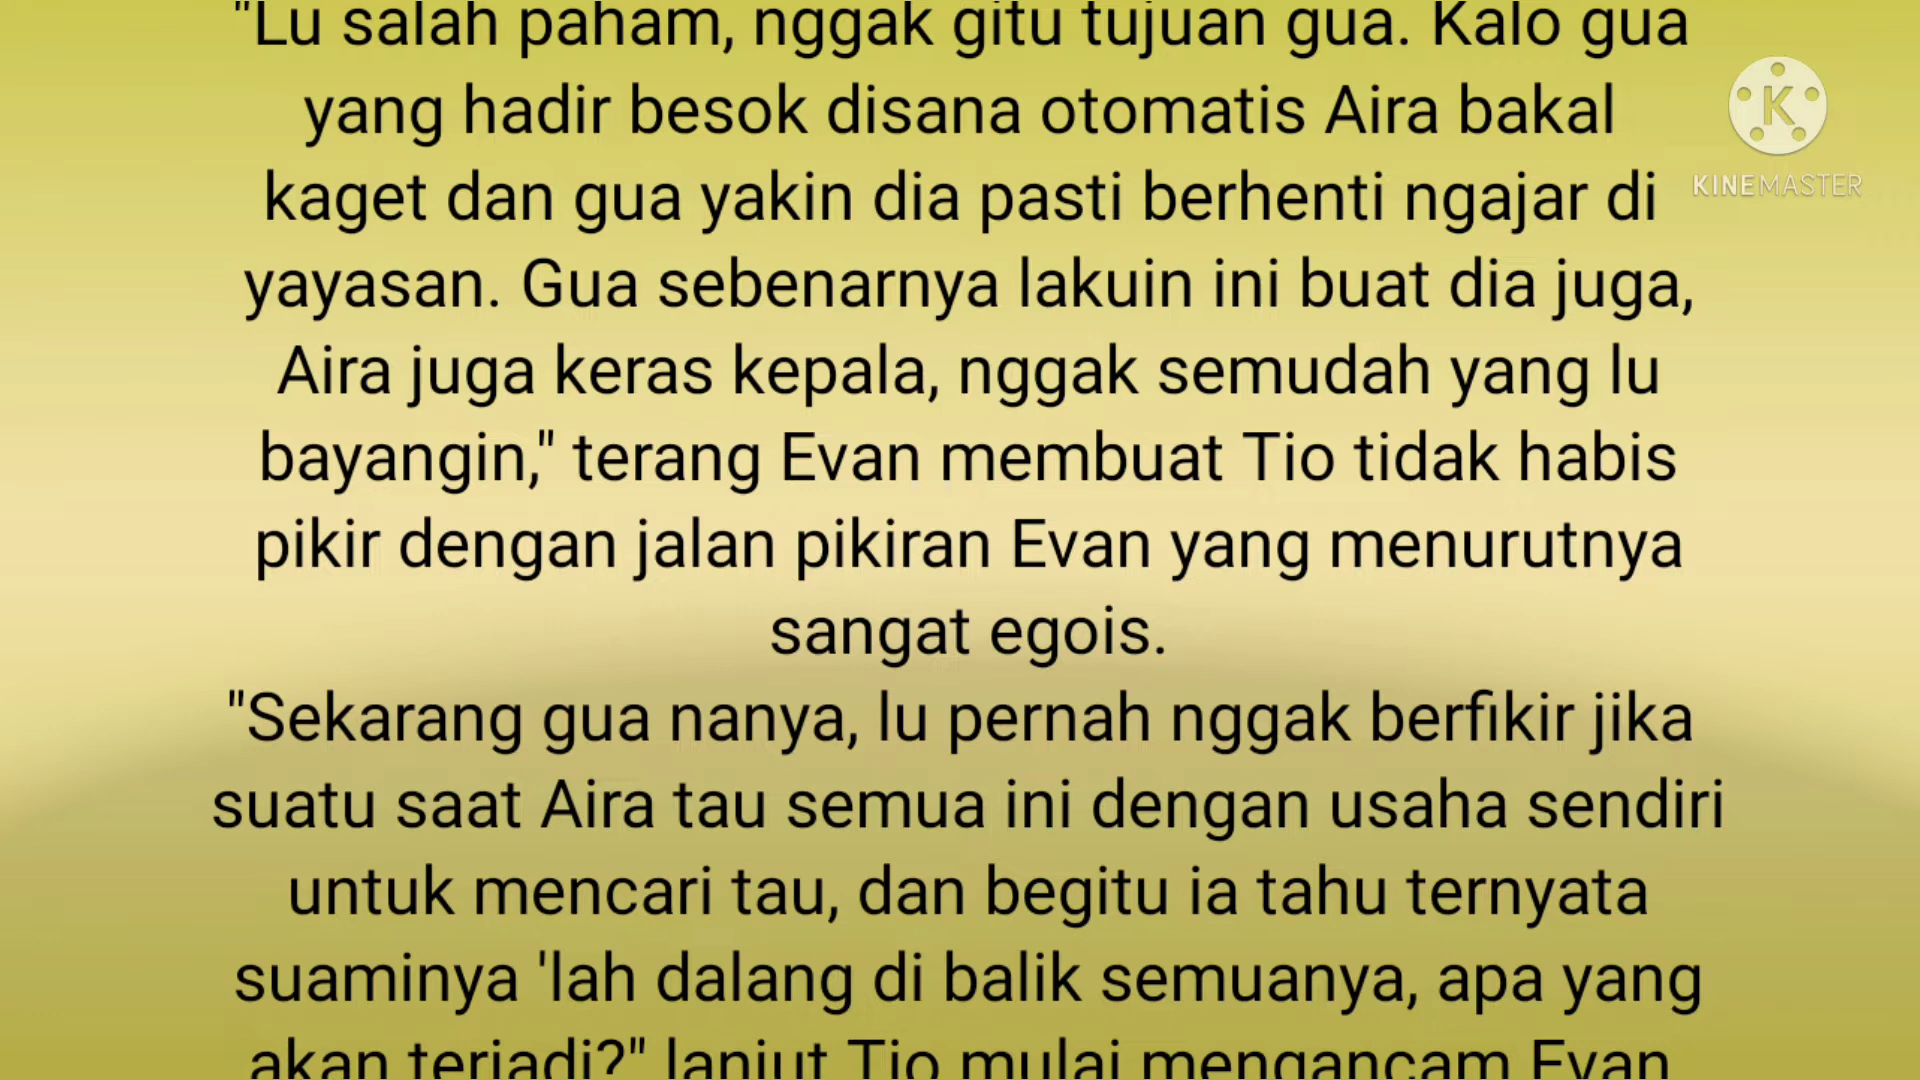 "Lu salah paham, nggak gitu tujuan gua. Kalo gua
yang hadir besok disana otomatis Aira bakal
kaget dan gua yakin dia pasti berhenti ngajar di
yayasan. Gua sebenarnya lakuin ini buat dia juga,
Aira juga keras kepala, nggak semudah yang lu
bayangin," terang Evan membuat Tio tidak habis
pikir dengan jalan pikiran Evan yang menurutnya
sangat egois.
"Sekarang gua nanya, lu pernah nggak berfikir jika
suatu saat Aira tau semua ini dengan usaha sendiri
untuk mencari tau, dan begitu ia tahu ternyata
suaminya 'lah dalang di balik semuanya, apa yang
akan terjadi?" lanjut Tio mulai mengancam Evan
K
KINEMASTER